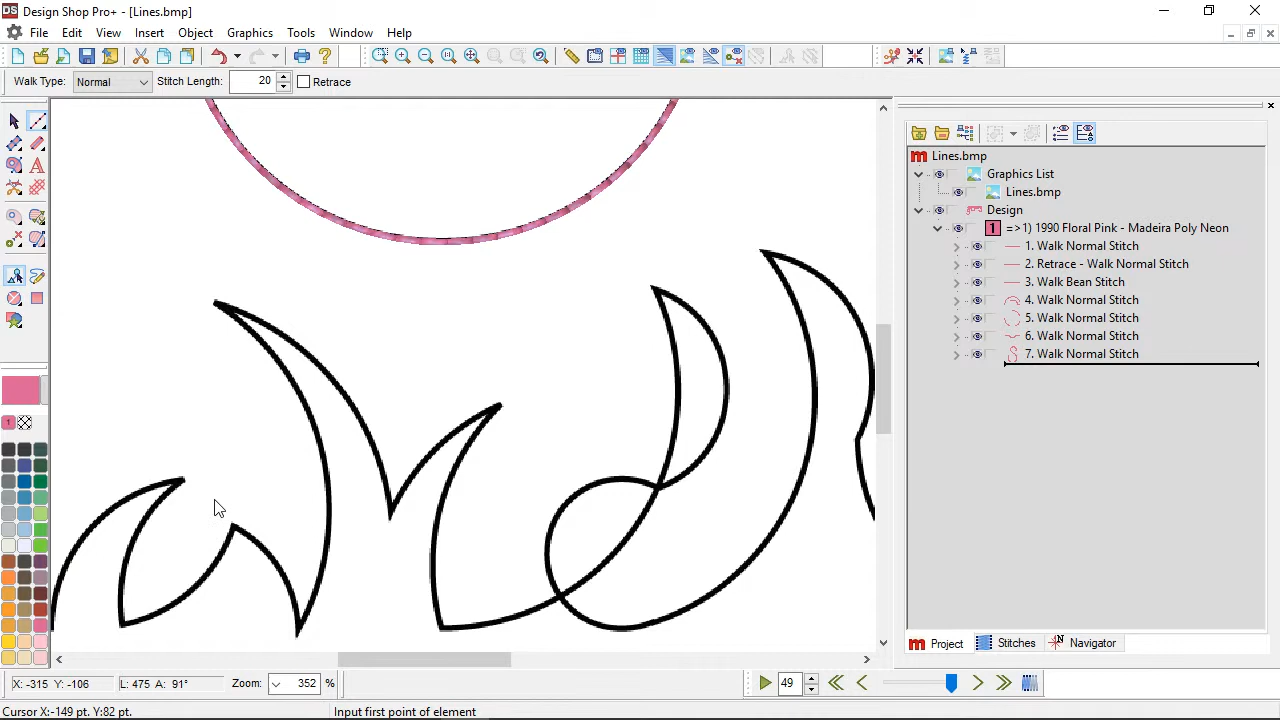 DS Design Shop Pro+ - [Lines.bmp]
File Edit View Insert Object Graphics Tools Window Help
Walk Type: Normal Stitch Length: 20 Retrace
Lines.bmp
Graphics List
Lines.bmp
Design
1 =>1) 1990 Floral Pink - Madeira Poly Neon
1. Walk Normal Stitch
2. Retrace - Walk Normal Stitch
3. Walk Bean Stitch
4. Walk Normal Stitch
5. Walk Normal Stitch
6. Walk Normal Stitch
7. Walk Normal Stitch
1
Project Stitches Navigator
X: -315 Y: -106 L: 475 A: 91° Zoom: 352 % 49
Cursor X:-149 pt. Y:82 pt. Input first point of element